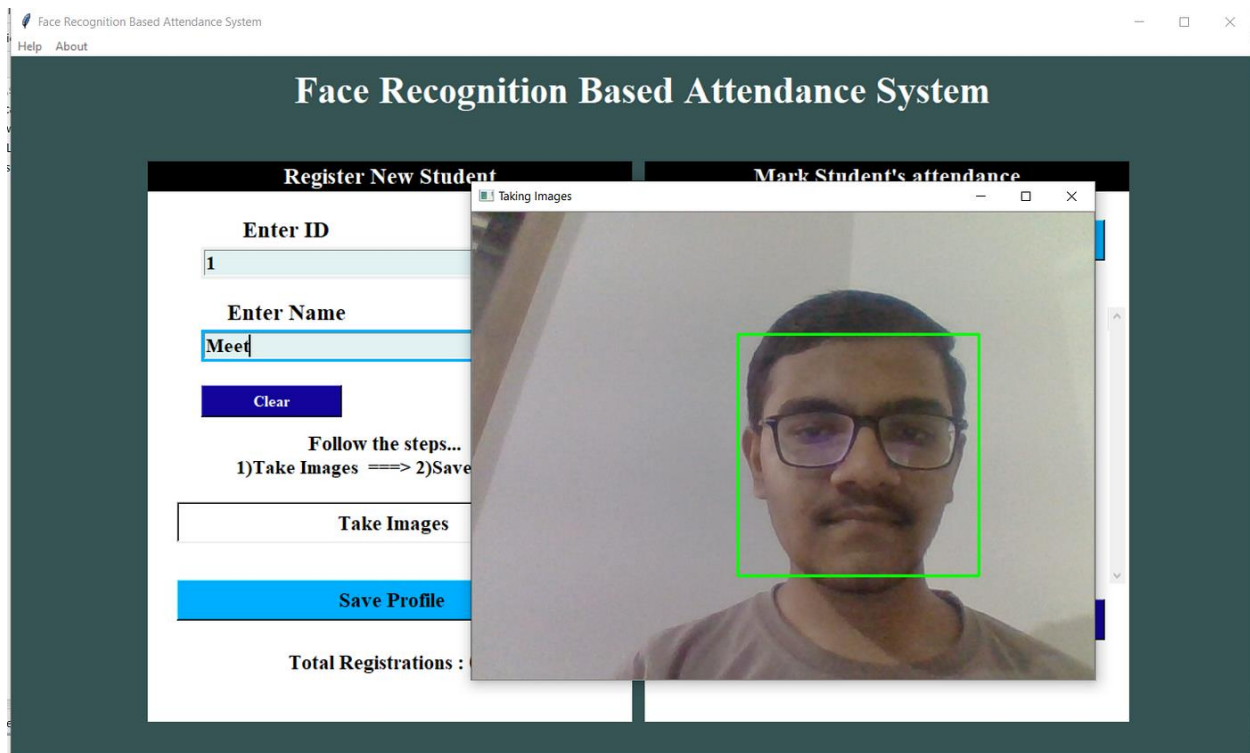 Face Recognition Based Attendance System
Help About
Face Recognition Based Attendance System
Register New Student
Mark Student's attendance
Taking Images
Enter ID
1
Enter Name
Meet
Clear
Follow the steps...
1)Take Images ===> 2)Save
Take Images
Save Profile
Total Registrations :